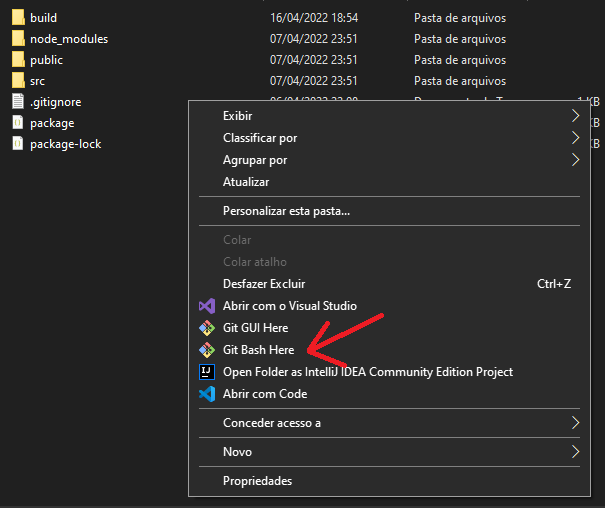 build 16/04/2022 18:54 Pasta de arquivos
node_modules 07/04/2022 23:51 Pasta de arquivos
public 07/04/2022 23:51 Pasta de arquivos
src 07/04/2022 23:51 Pasta de arquivos
.gitignore 1 KB
package KB
package-lock KB
Exibir
Classificar por
Agrupar por
Atualizar
Personalizar esta pasta...
Colar
Colar atalho
Desfazer Excluir Ctrl+Z
Abrir com o Visual Studio
Git GUI Here
Git Bash Here
Open Folder as IntelliJ IDEA Community Edition Project
Abrir com Code
Conceder acesso a
Novo
Propriedades